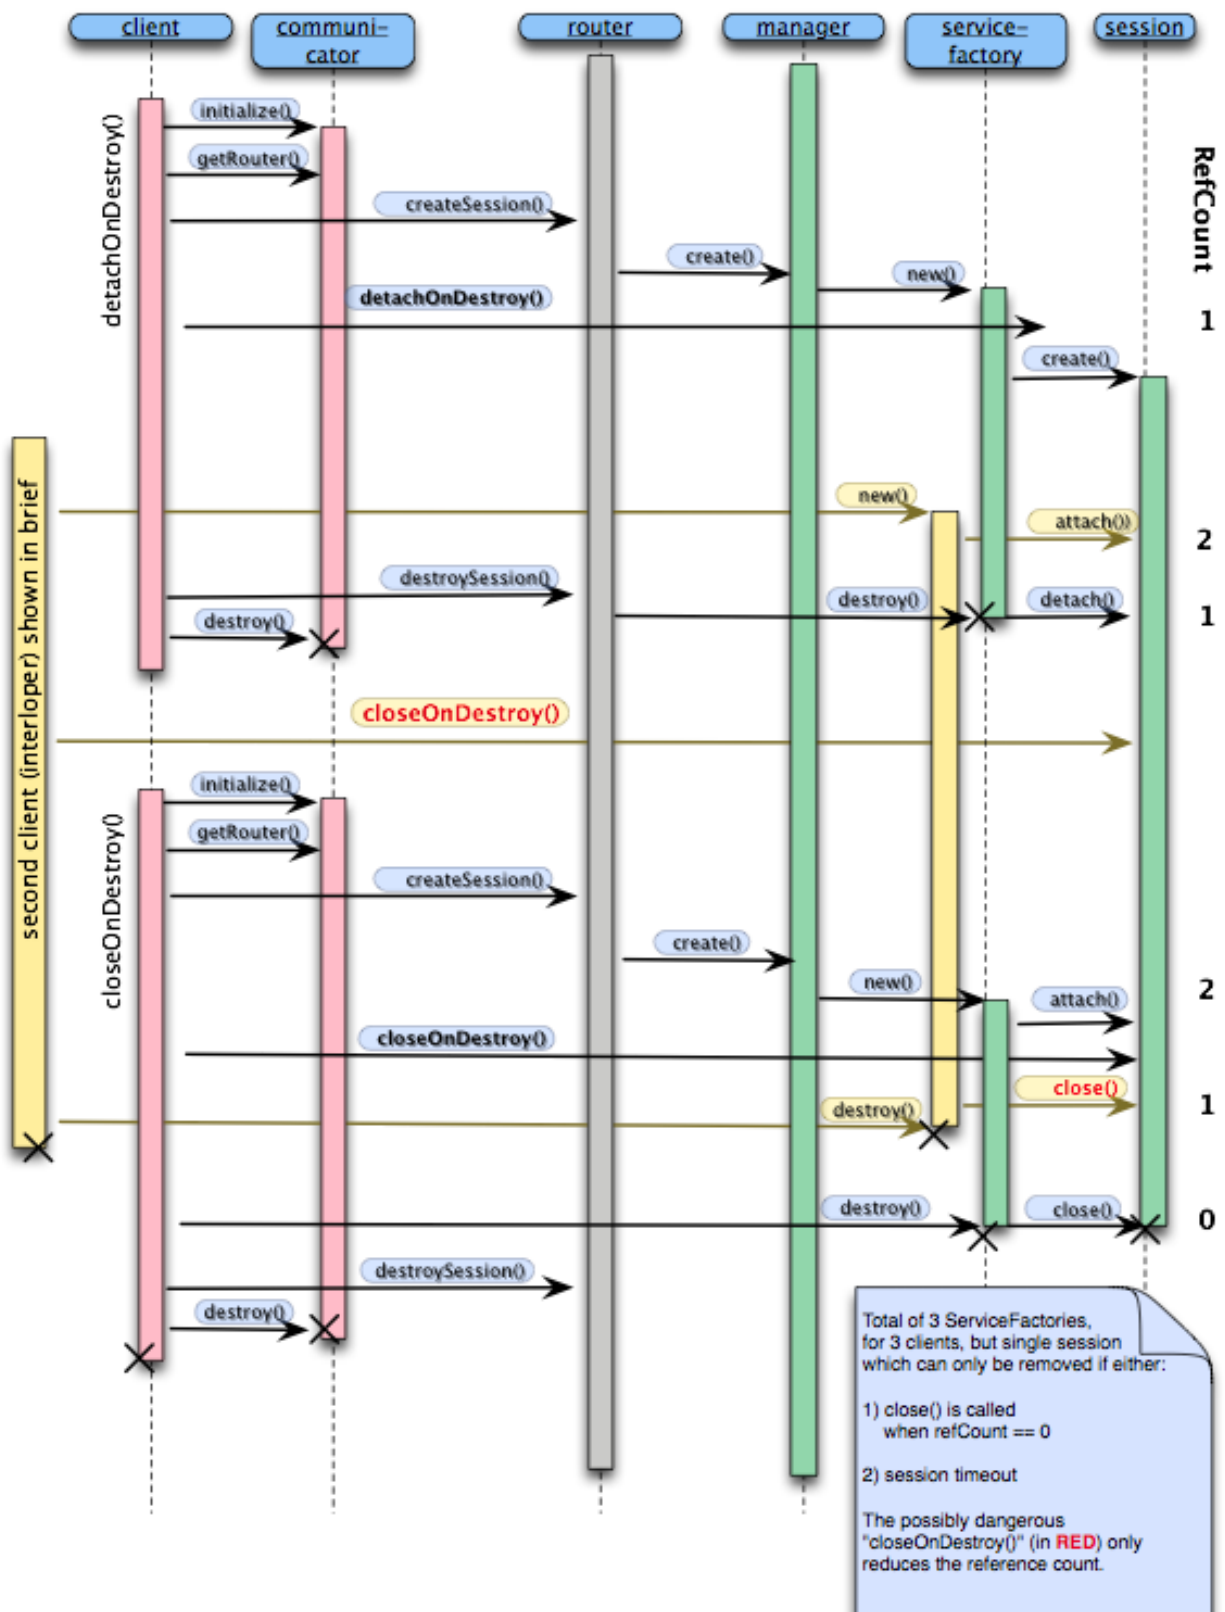 client
communi-
cator
router
manager
service-
factory
session
RefCount
detachOnDestroy()
initialize()
getRouter()
createSession()
create()
new()
detachOnDestroy()
1
create()
second client (interloper) shown in brief
new()
attach())
2
destroySession()
destroy()
detach()
1
destroy()
closeOnDestroy()
closeOnDestroy()
initialize()
getRouter()
createSession()
create()
new()
attach()
2
closeOnDestroy()
close()
1
destroy()
destroy()
close()
0
destroySession()
destroy()
Total of 3 ServiceFactories,
for 3 clients, but single session
which can only be removed if either:
1) close() is called
when refCount == 0
2) session timeout
The possibly dangerous
"closeOnDestroy()" (in RED) only
reduces the reference count.